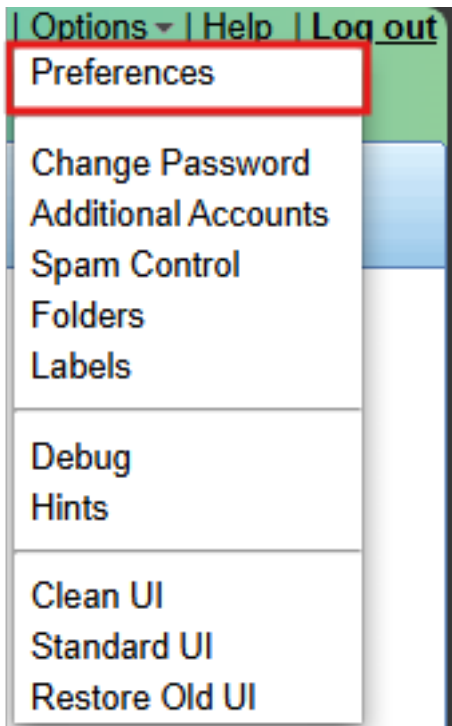 | Options | Help | Log out
Preferences
Change Password
Additional Accounts
Spam Control
Folders
Labels
Debug
Hints
Clean UI
Standard UI
Restore Old UI